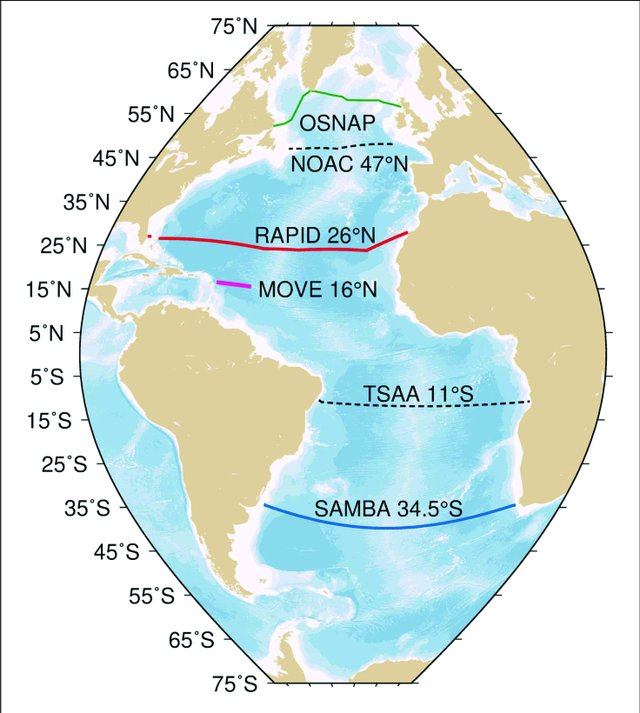 75°N
65°N
55°N
OSNAP
45°N
NOAC 47°N
35°N
RAPID 26°N
25°N
15°N
MOVE 16°N
5°N
5°S
TSAA 11°S
15°S
25°S
35°S
SAMBA 34.5°S
45°S
55°S
65°S
75°S